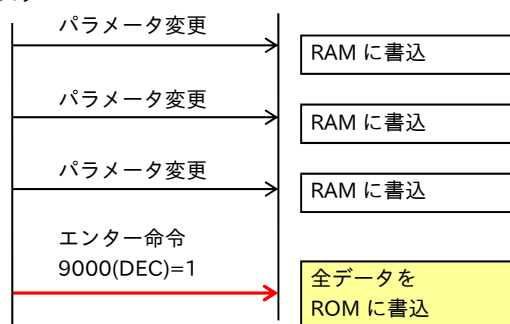 パラメータ変更
RAM に書込
パラメータ変更
RAM に書込
パラメータ変更
RAM に書込
エンター命令
9000(DEC)=1
全データを
ROM に書込